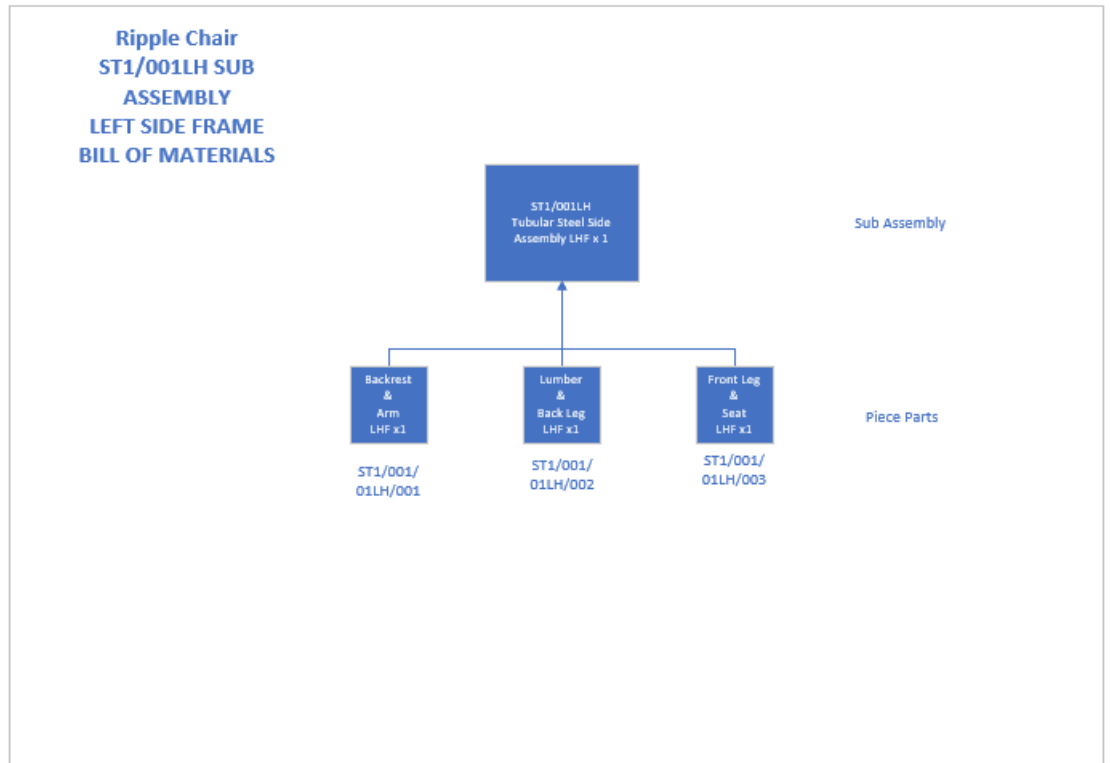 Ripple Chair
ST1/001LH SUB
ASSEMBLY
LEFT SIDE FRAME
BILL OF MATERIALS
ST1/001LH
Tubular Steel Side
Assembly LHF x 1
Sub Assembly
Backrest
&
Arm
LHF x1
Lumber
&
Back Leg
LHF x1
Front Leg
&
Seat
LHF x1
Piece Parts
ST1/001/
01LH/001
ST1/001/
01LH/002
ST1/001/
01LH/003